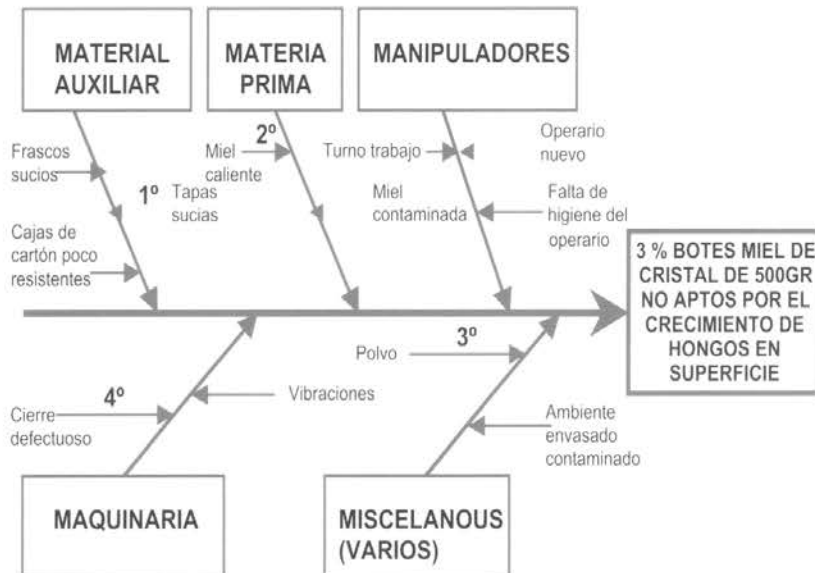 MATERIAL
AUXILIAR
MATERIA
PRIMA
MANIPULADORES
Frascos
sucios
1º
Tapas
sucias
Cajas de
cartón poco
resistentes
2º
Miel
caliente
Turno trabajo
Operario
nuevo
Miel
contaminada
Falta de
higiene del
operario
3 % BOTES MIEL DE
CRISTAL DE 500GR
NO APTOS POR EL
CRECIMIENTO DE
HONGOS EN
SUPERFICIE
Cierre
defectuoso
4º
Vibraciones
Polvo
3º
Ambiente
envasado
contaminado
MAQUINARIA
MISCELANOUS
(VARIOS)